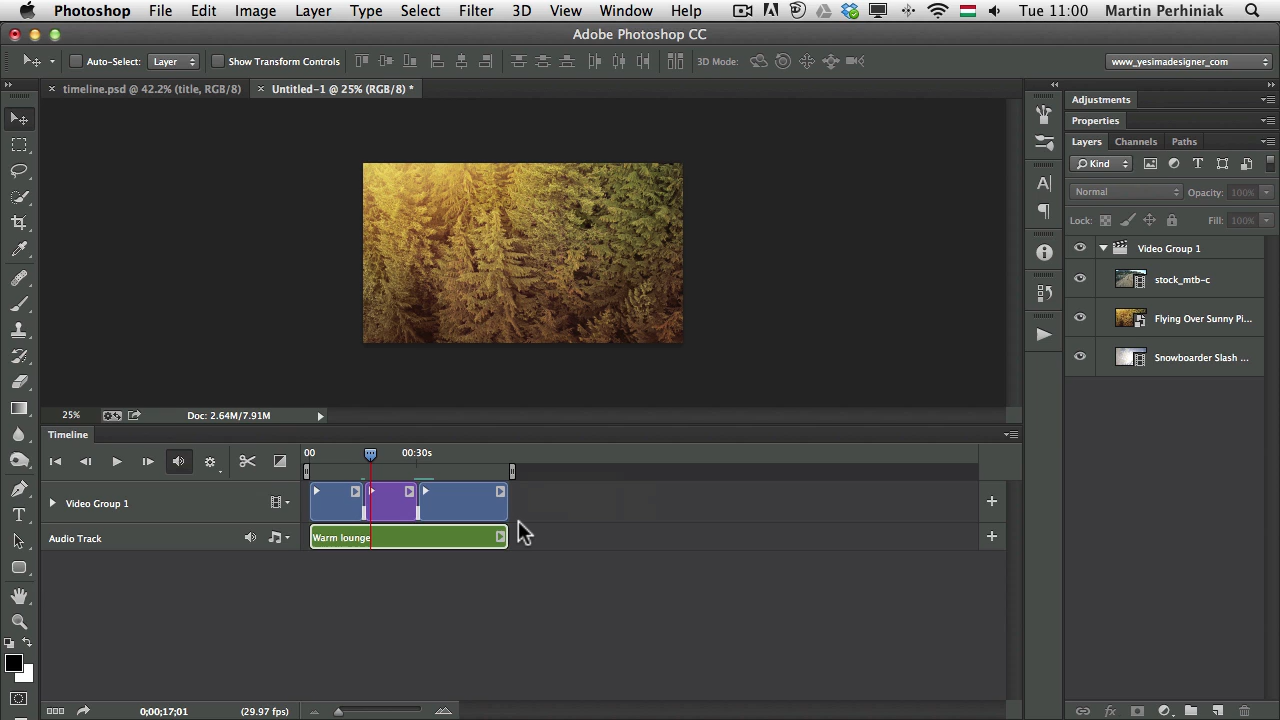 Photoshop File Edit Image Layer Type Select Filter 3D View Window Help Tue 11:00 Martin Perhiniak
Adobe Photoshop CC
Auto-Select: Layer Show Transform Controls 3D Mode: www_yesimadesigner_com
timeline.psd @ 42.2% (title, RGB/8) Untitled-1 @ 25% (RGB/8) *
Adjustments
Properties
Layers Channels Paths
Kind
Normal Opacity: 100%
Lock: Fill: 100%
Video Group 1
stock_mtb-c
Flying Over Sunny Pi...
Snowboarder Slash ...
25% Doc: 2.64M/7.91M
Timeline
00 00:30s
Video Group 1
Audio Track Warm lounge
0;00;17;01 (29.97 fps)